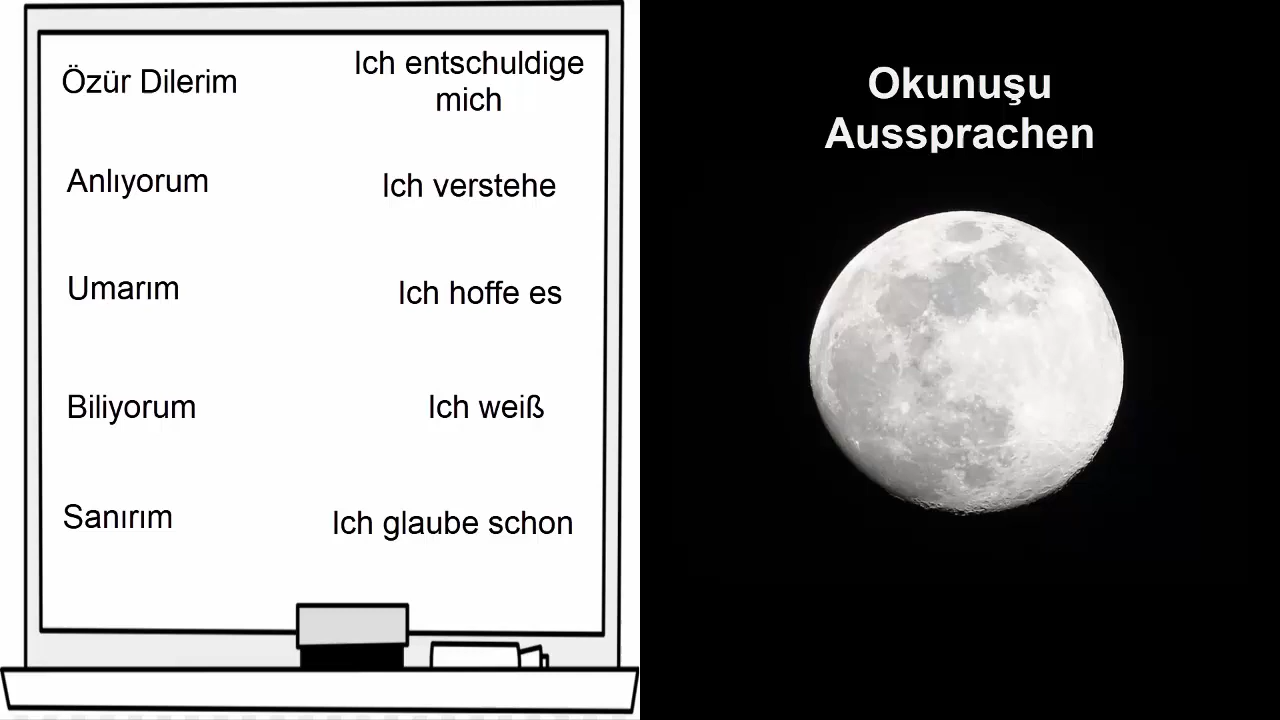 Özür Dilerim
Ich entschuldige
mich
Anlıyorum
Ich verstehe
Umarım
Ich hoffe es
Biliyorum
Ich weiß
Sanırım
Ich glaube schon
Okunuşu
Aussprachen